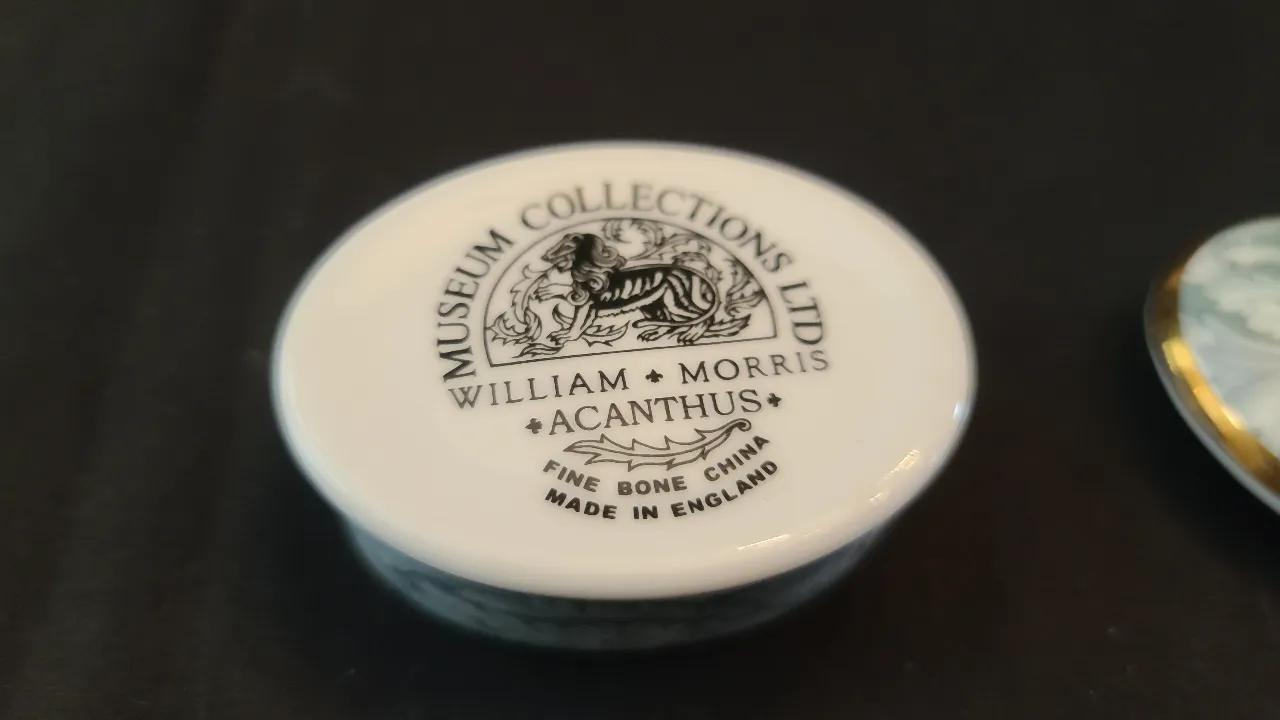 MUSEUM COLLECTIONS LTD
WILLIAM ♣ MORRIS
♣ACANTHUS♣
FINE BONE CHINA
MADE IN ENGLAND